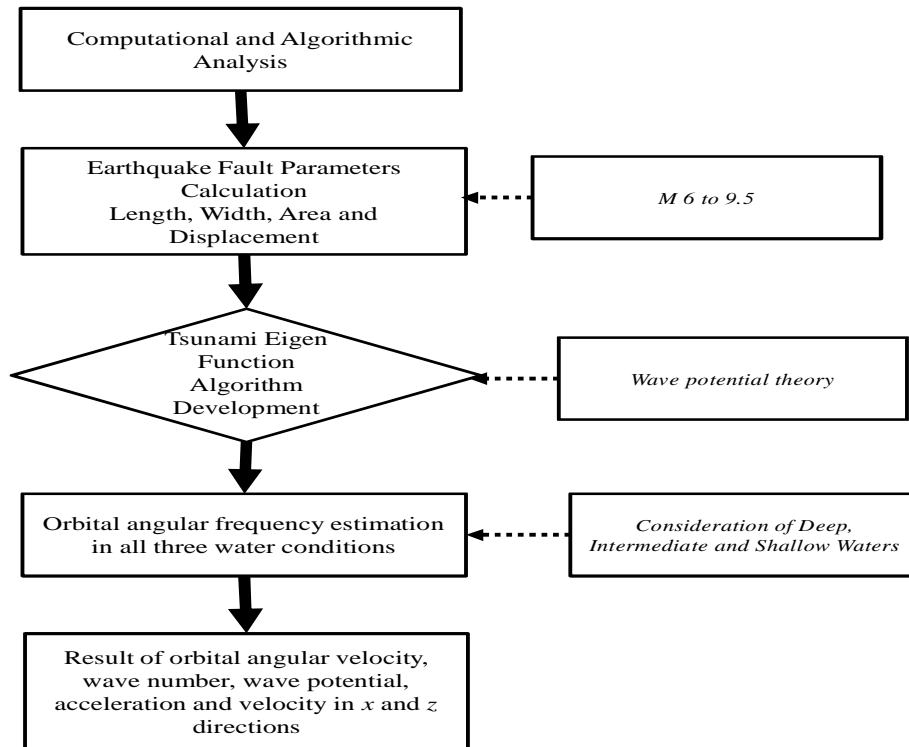 Computational and Algorithmic
Analysis
Earthquake Fault Parameters
Calculation
Length, Width, Area and
Displacement
M 6 to 9.5
Tsunami Eigen
Function
Algorithm
Development
Wave potential theory
Orbital angular frequency estimation
in all three water conditions
Consideration of Deep,
Intermediate and Shallow Waters
Result of orbital angular velocity,
wave number, wave potential,
acceleration and velocity in x and z
directions